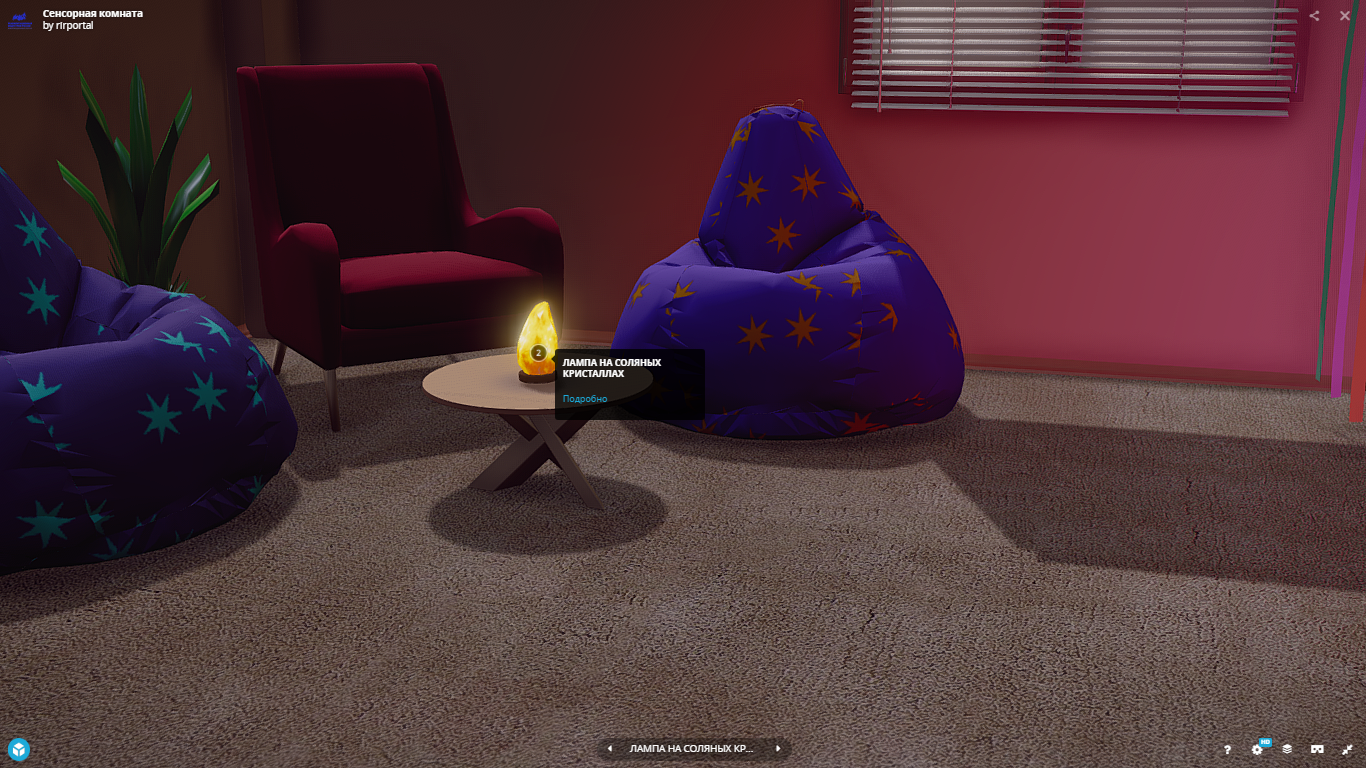 Сенсорная комната
by rirportal
2
ЛАМПА НА СОЛЯНЫХ
КРИСТАЛЛАХ
Подробно
ЛАМПА НА СОЛЯНЫХ КР...
?
HD